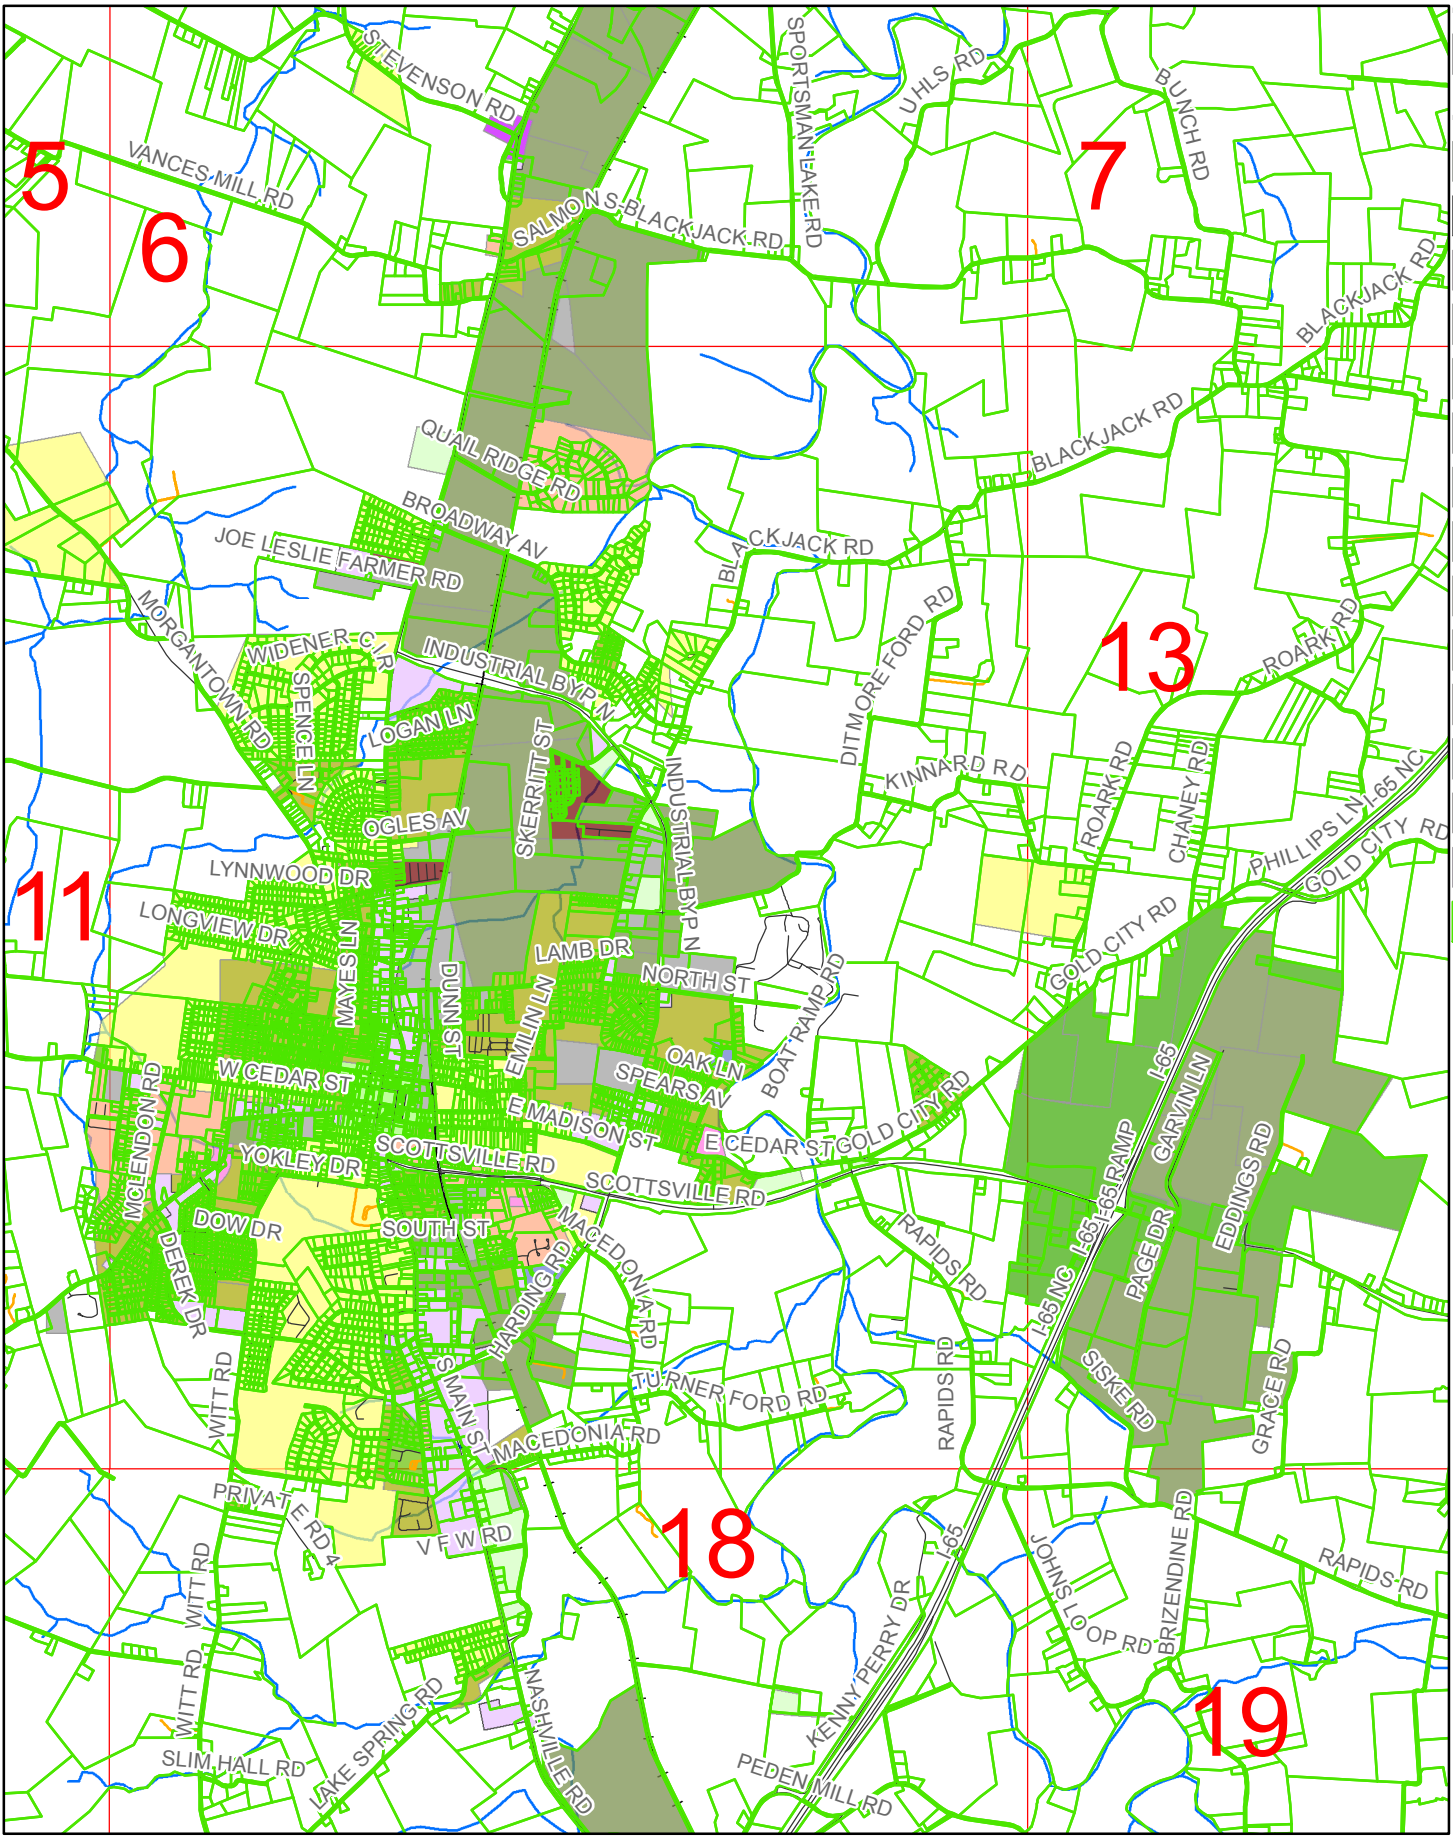 STEVENSON RD
SPORTSMAN LAKE RD
UHLS RD
BUNCH RD
5
VANCES MILL RD
7
6
SALMONS-BLACKJACK RD
BLACKJACK RD
BLACKJACK RD
QUAIL RIDGE RD
BROADWAY AV
JOE LESLIE FARMER RD
BLACKJACK RD
MORGANTOWN RD
WIDENER CIR
INDUSTRIAL BYP N
DITMORE FORD RD
13
ROARK RD
SPENCE LN
LOGAN LN
SKERRITT ST
INDUSTRIAL BYP N
KINNARD RD
ROARK RD
CHANEY RD
I-65 NC
PHILLIPS LN
GOLD CITY RD
OGLES AV
LYNNWOOD DR
11
LONGVIEW DR
MAYES LN
DUNN ST
LAMB DR
NORTH ST
GOLD CITY RD
EMILIN LN
BOAT RAMP RD
OAK LN
SPEARS AV
W CEDAR ST
MCLENDON RD
E MADISON ST
E CEDAR ST
GOLD CITY RD
I-65
GARVIN LN
YOKLEY DR
SCOTTSVILLE RD
SCOTTSVILLE RD
I-65 RAMP
EDDINGS RD
DOW DR
SOUTH ST
MACEDONIA RD
RAPIDS RD
I-65
PAGE DR
DEREK DR
HARDING RD
I-65 NC
WITT RD
S MAIN ST
TURNER FORD RD
RAPIDS RD
SISKE RD
GRACE RD
MACEDONIA RD
PRIVATE RD 4
V F W RD
18
I-65
JOHNS LOOP RD
BRIZENDINE RD
RAPIDS RD
WITT RD
WITT RD
KENNY PERRY DR
19
SLIM HALL RD
LAKE SPRING RD
NASHVILLE RD
PEDEN MILL RD